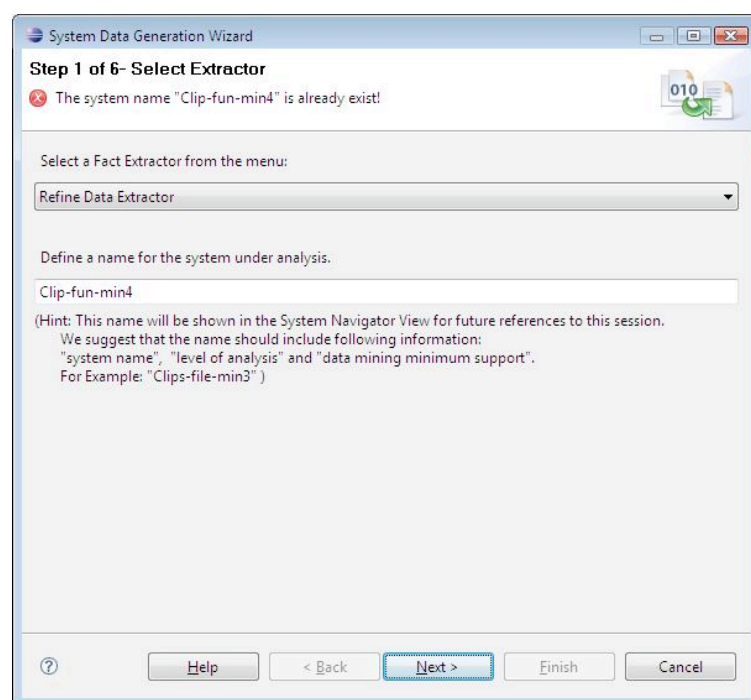 System Data Generation Wizard
Step 1 of 6- Select Extractor
The system name "Clip-fun-min4" is already exist!
010
Select a Fact Extractor from the menu:
Refine Data Extractor
Define a name for the system under analysis.
Clip-fun-min4
(Hint: This name will be shown in the System Navigator View for future references to this session.
We suggest that the name should include following information:
"system name", "level of analysis" and "data mining minimum support".
For Example: "Clips-file-min3" )
? Help < Back Next > Finish Cancel